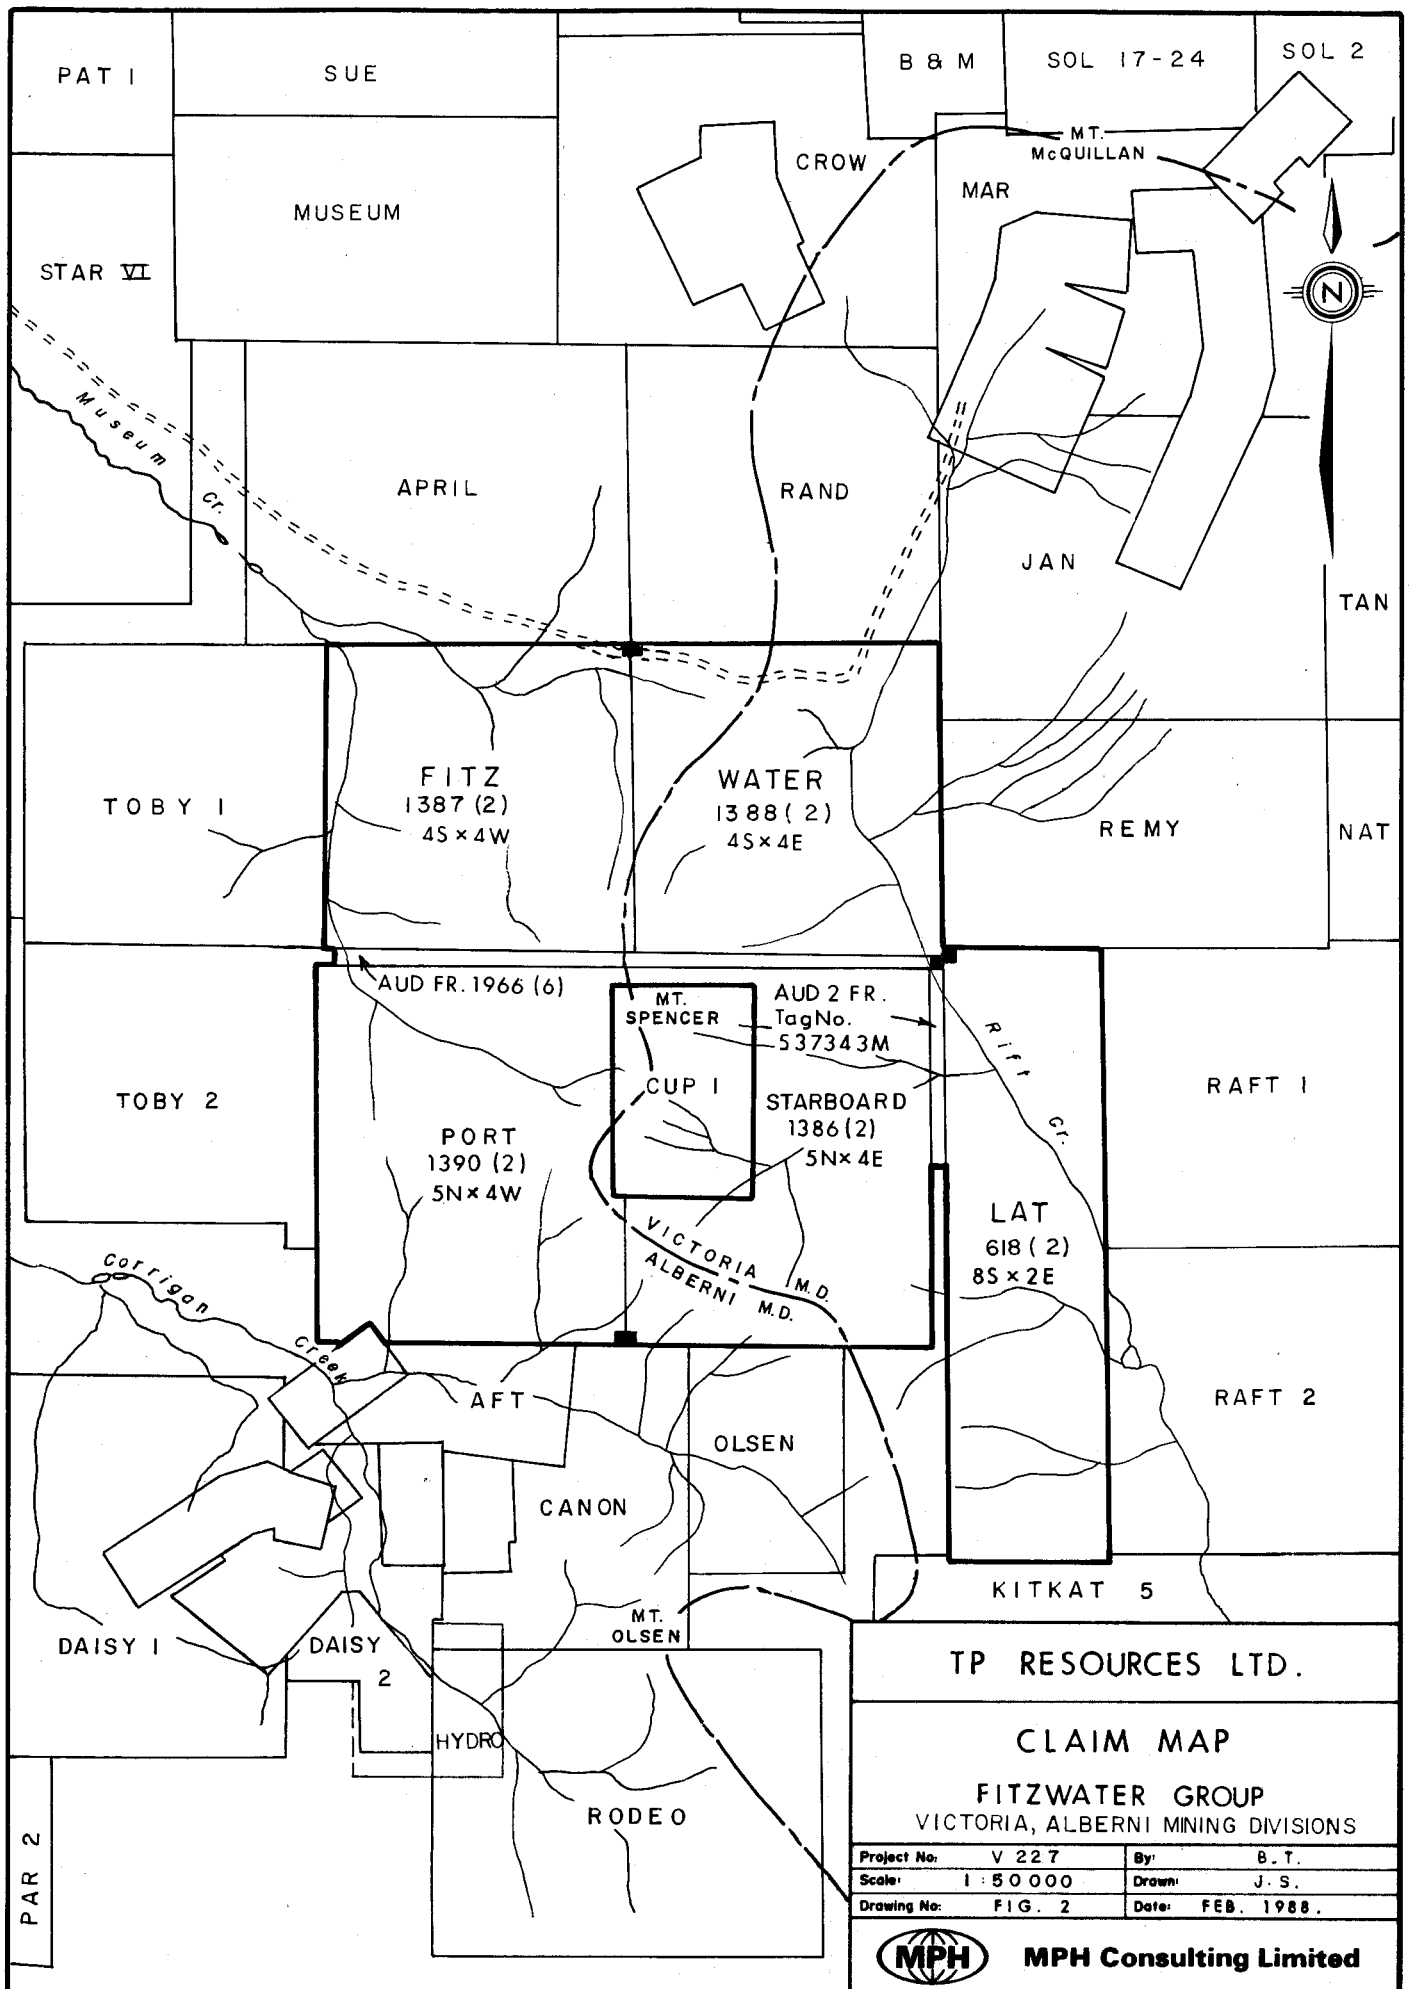 PAT 1
SUE
B & M
SOL 17-24
SOL 2
MT.
McQUILLAN
CROW
MAR
MUSEUM
STAR VI
N
Museum Cr.
APRIL
RAND
JAN
TAN
FITZ
1387 (2)
4S × 4W
WATER
1388 (2)
4S × 4E
TOBY 1
REMY
NAT
AUD FR. 1966 (6)
MT.
SPENCER
AUD 2 FR.
Tag No.
537343M
Rift Cr.
CUP 1
TOBY 2
RAFT 1
STARBOARD
1386 (2)
5N × 4E
PORT
1390 (2)
5N × 4W
LAT
618 (2)
8S × 2E
VICTORIA M.D.
ALBERNI M.D.
Corrigan Creek
AFT
RAFT 2
OLSEN
CANON
KITKAT 5
MT.
OLSEN
DAISY 1
DAISY
2
HYDRO
RODEO
PAR 2
TP RESOURCES LTD.
CLAIM MAP
FITZWATER GROUP
VICTORIA, ALBERNI MINING DIVISIONS
Project No: V 227 By: B. T.
Scale: 1 : 50 000 Drawn: J. S.
Drawing No: FIG. 2 Date: FEB. 1988.
MPH MPH Consulting Limited